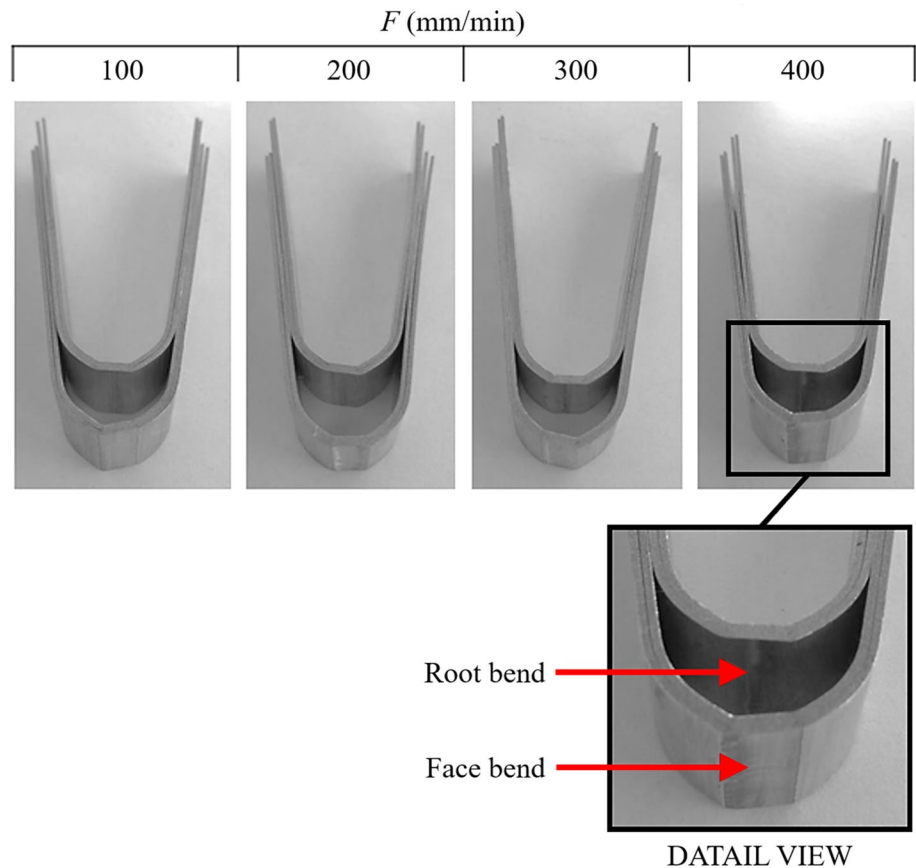 F (mm/min)
100 200 300 400
Root bend
Face bend
DATAIL VIEW